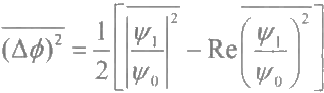 $\overline{(\Delta\phi)^2} = \frac{1}{2}\left[\overline{\left|\frac{\psi_1}{\psi_0}\right|^2} - \mathrm{Re}\overline{\left(\frac{\psi_1}{\psi_0}\right)^2}\right]$